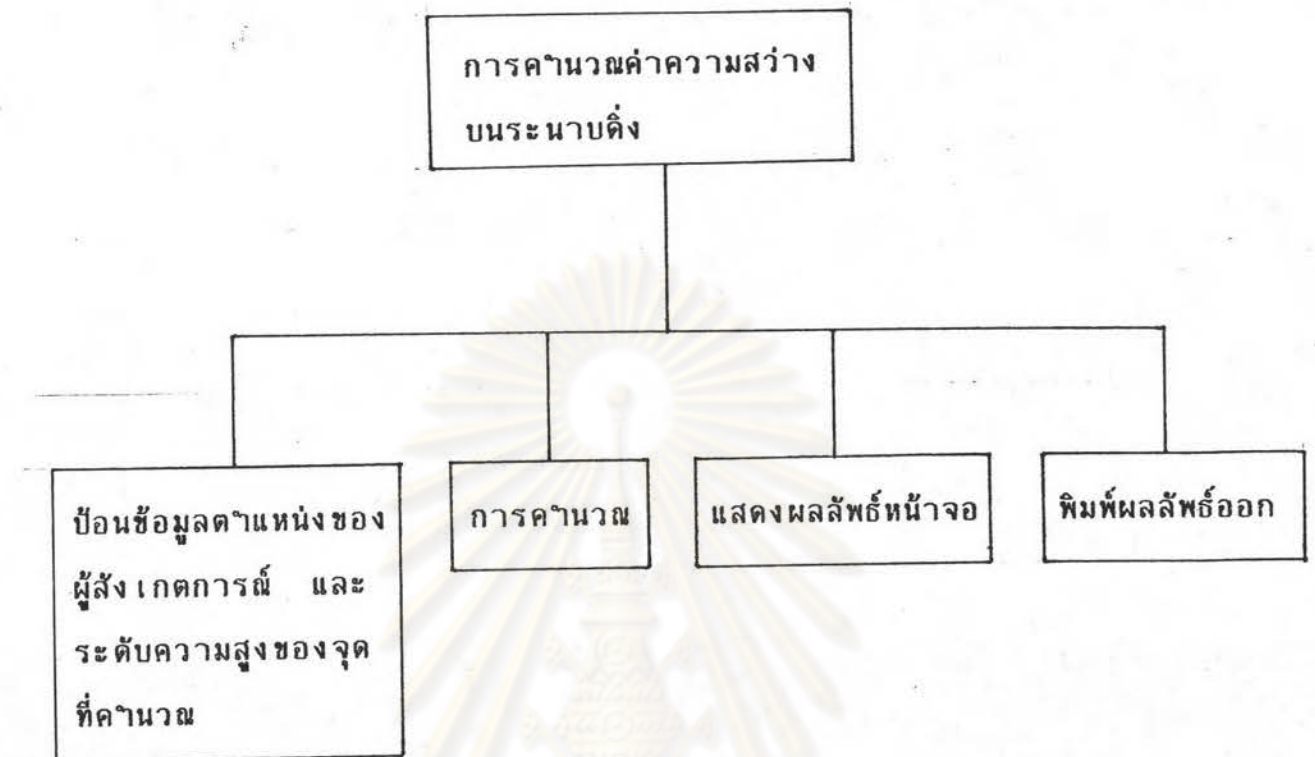 การคำนวณค่าความสว่าง
บนระนาบดิ่ง
ป้อนข้อมูลตำแหน่งของ
ผู้สังเกตการณ์ และ
ระดับความสูงของจุด
ที่คำนวณ
การคำนวณ
แสดงผลลัพธ์หน้าจอ
พิมพ์ผลลัพธ์ออก